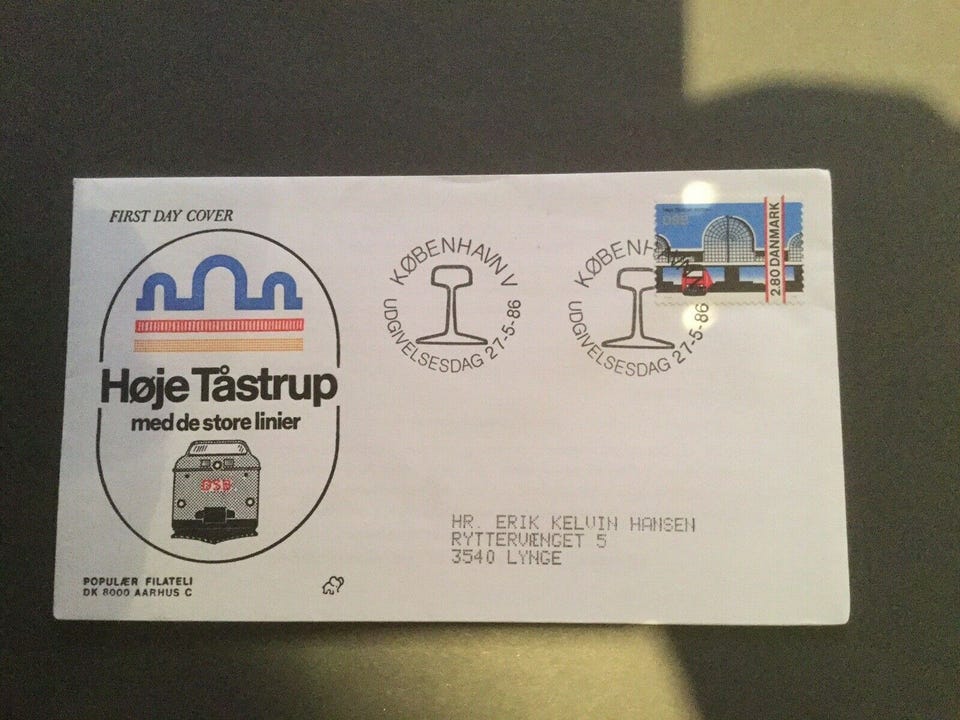 FIRST DAY COVER
Høje Tåstrup
med de store linier
DSB
POPULÆR FILATELI
DK 8000 AARHUS C
KØBENHAVN V
UDGIVELSESDAG 27-5-86
KØBENHAVN V
UDGIVELSESDAG 27-5-86
DSB
2.80 DANMARK
HR. ERIK KELVIN HANSEN
RYTTERVÆNGET 5
3540 LYNGE